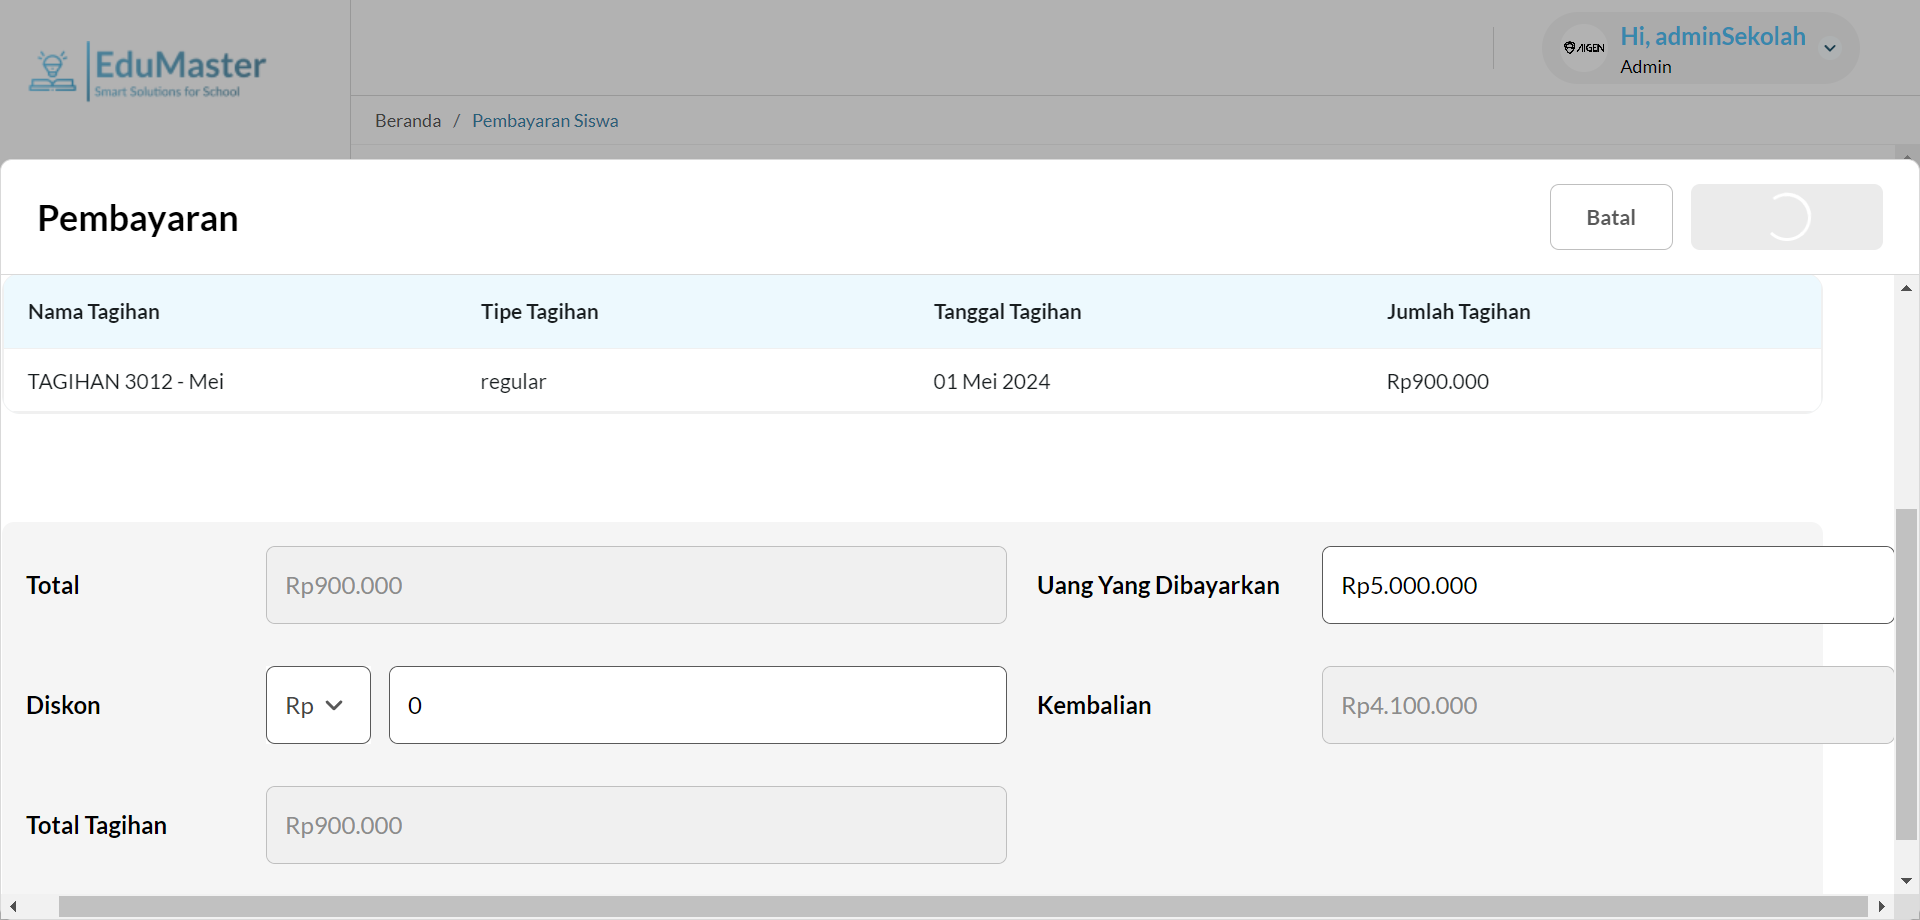 EduMaster
Smart Solutions for School
AIGEN
Hi, adminSekolah
Admin
Beranda / Pembayaran Siswa
Pembayaran
Batal
Nama Tagihan Tipe Tagihan Tanggal Tagihan Jumlah Tagihan
TAGIHAN 3012 - Mei regular 01 Mei 2024 Rp900.000
Total Rp900.000 Uang Yang Dibayarkan Rp5.000.000
Diskon Rp 0 Kembalian Rp4.100.000
Total Tagihan Rp900.000